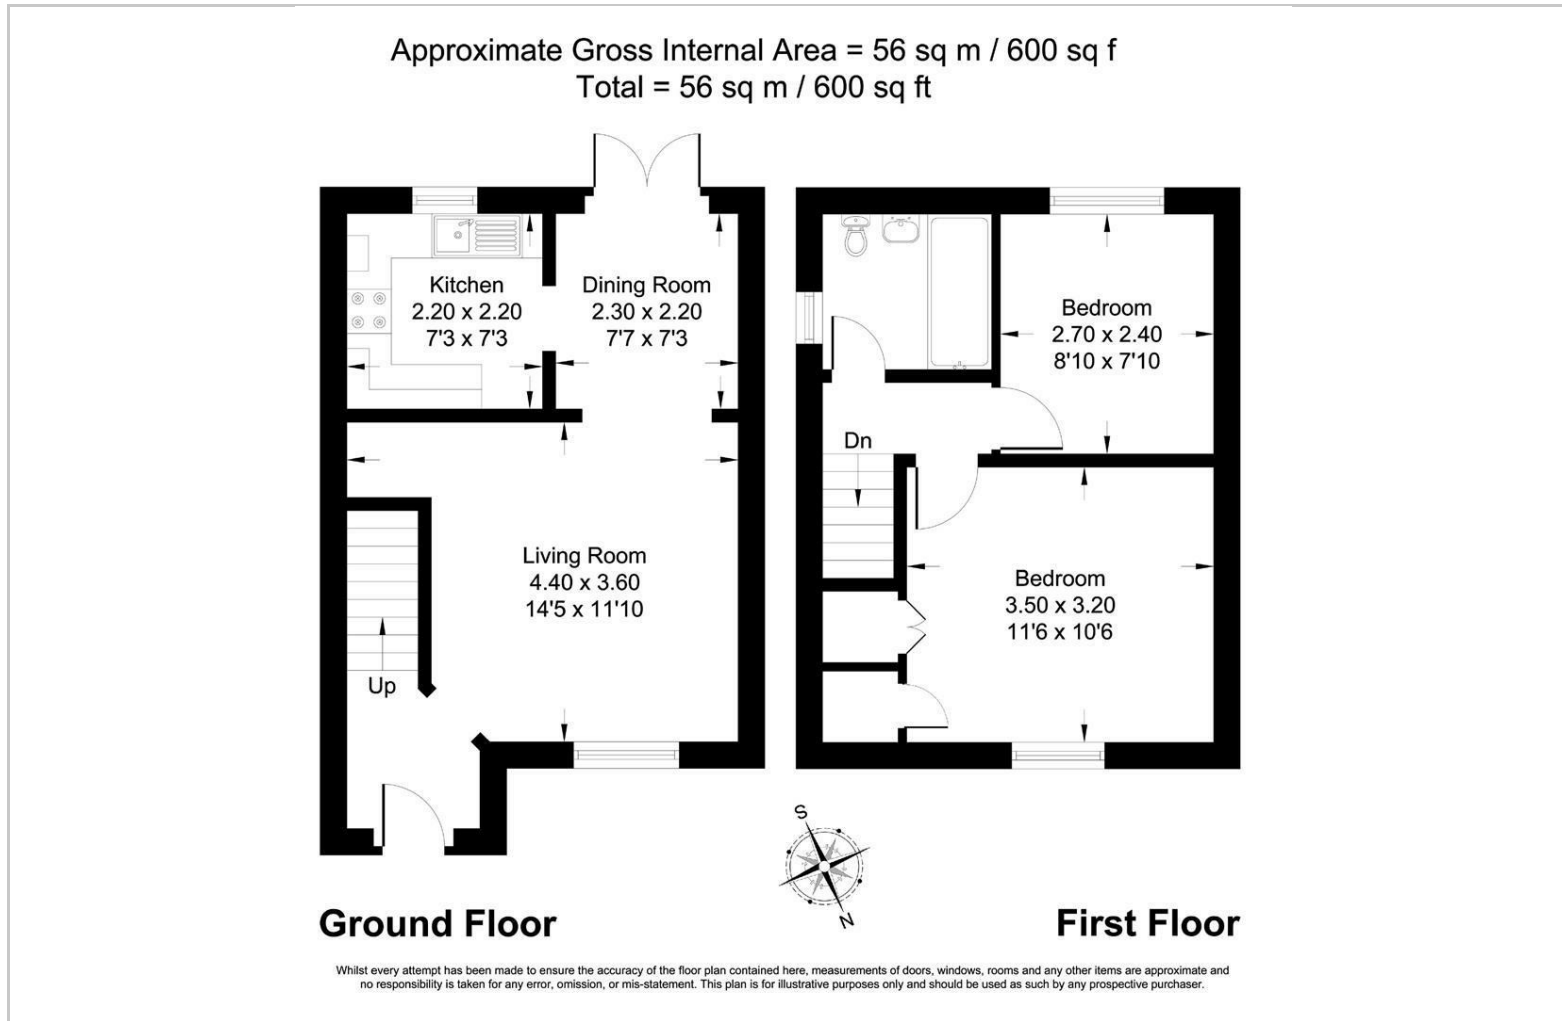 Approximate Gross Internal Area = 56 sq m / 600 sq f
Total = 56 sq m / 600 sq ft
Kitchen
2.20 x 2.20
7'3 x 7'3
Dining Room
2.30 x 2.20
7'7 x 7'3
Living Room
4.40 x 3.60
14'5 x 11'10
Up
Bedroom
2.70 x 2.40
8'10 x 7'10
Dn
Bedroom
3.50 x 3.20
11'6 x 10'6
S
N
Ground Floor
First Floor
Whilst every attempt has been made to ensure the accuracy of the floor plan contained here, measurements of doors, windows, rooms and any other items are approximate and
no responsibility is taken for any error, omission, or mis-statement. This plan is for illustrative purposes only and should be used as such by any prospective purchaser.